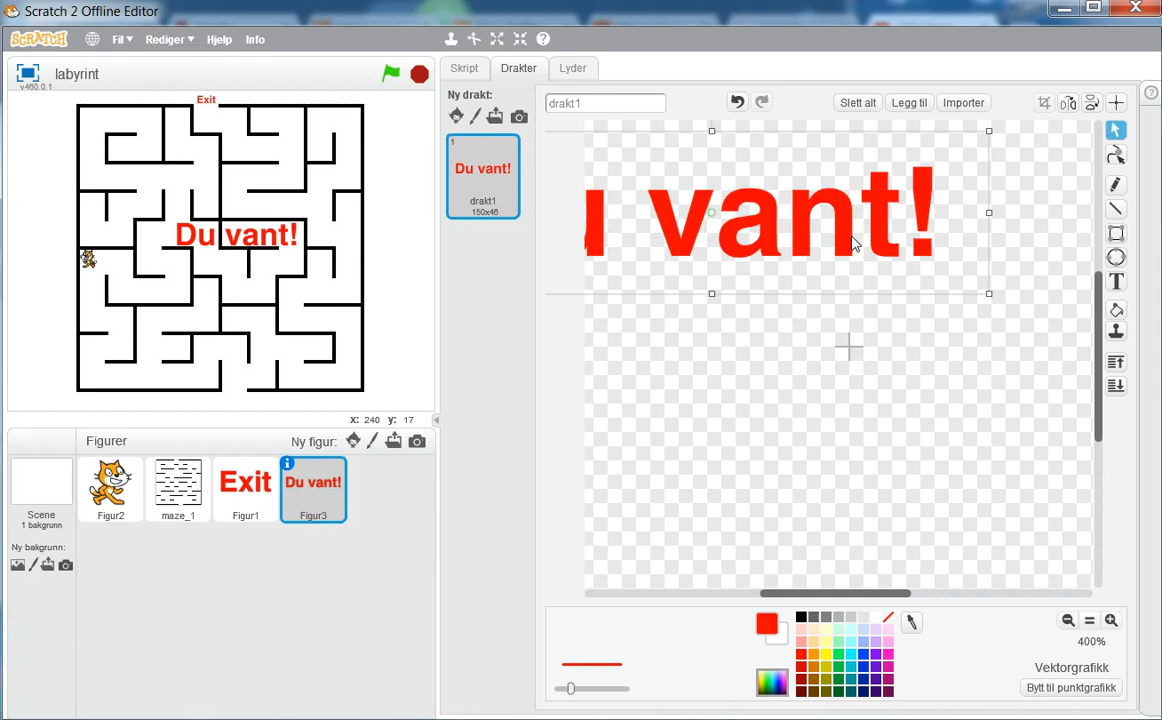 Scratch 2 Offline Editor
SCRATCH Fil Rediger Hjelp Info
labyrint
v460.0.1
Exit
Du vant!
x: 240 y: 17
Figurer Ny figur:
Scene
1 bakgrunn
Ny bakgrunn:
Figur2
maze_1
Exit
Figur1
Du vant!
Figur3
Skript Drakter Lyder
Ny drakt:
1
Du vant!
drakt1
150x46
drakt1
Slett alt Legg til Importer
u vant!
T
400%
Vektorgrafikk
Bytt til punktgrafikk